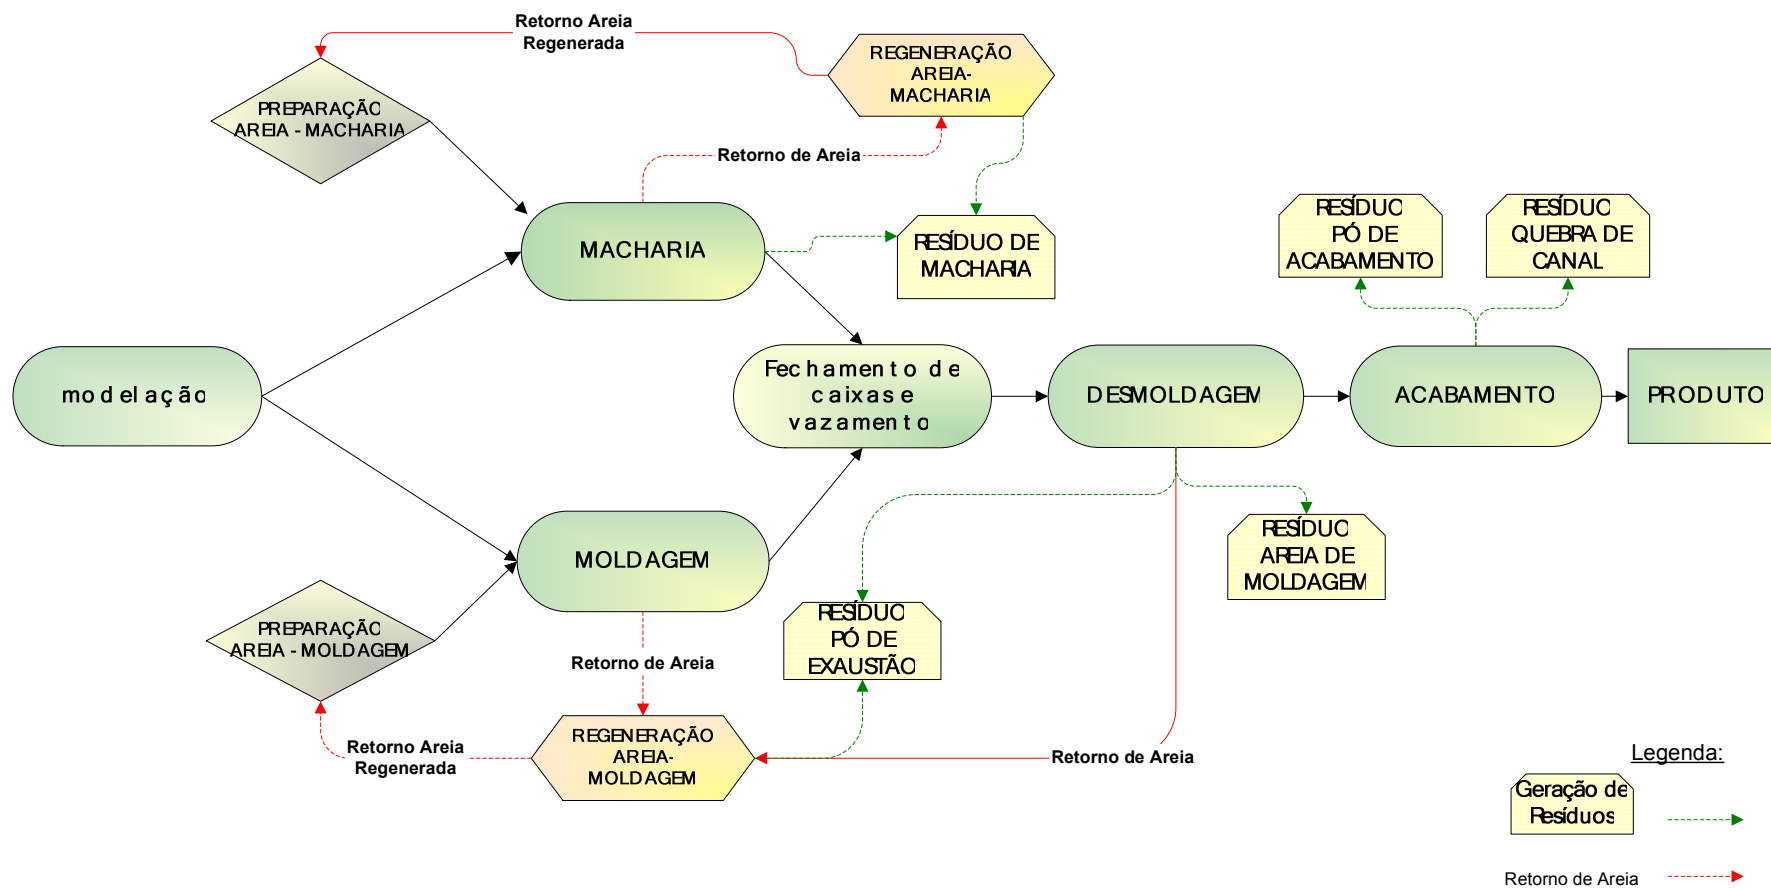 Retorno Areia
Regenerada
REGENERAÇÃO
AREIA-
MACHARIA
PREPARAÇÃO
AREIA - MACHARIA
Retorno de Areia
MACHARIA
RESÍDUO DE
MACHARIA
RESÍDUO
PÓ DE
ACABAMENTO
RESÍDUO
QUEBRA DE
CANAL
modelação
Fechamento de
caixas e
vazamento
DESMOLDAGEM
ACABAMENTO
PRODUTO
MOLDAGEM
RESÍDUO
AREIA DE
MOLDAGEM
PREPARAÇÃO
AREIA - MOLDAGEM
Retorno de Areia
RESÍDUO
PÓ DE
EXAUSTÃO
Retorno Areia
Regenerada
REGENERAÇÃO
AREIA-
MOLDAGEM
Retorno de Areia
Legenda:
Geração de
Resíduos
Retorno de Areia